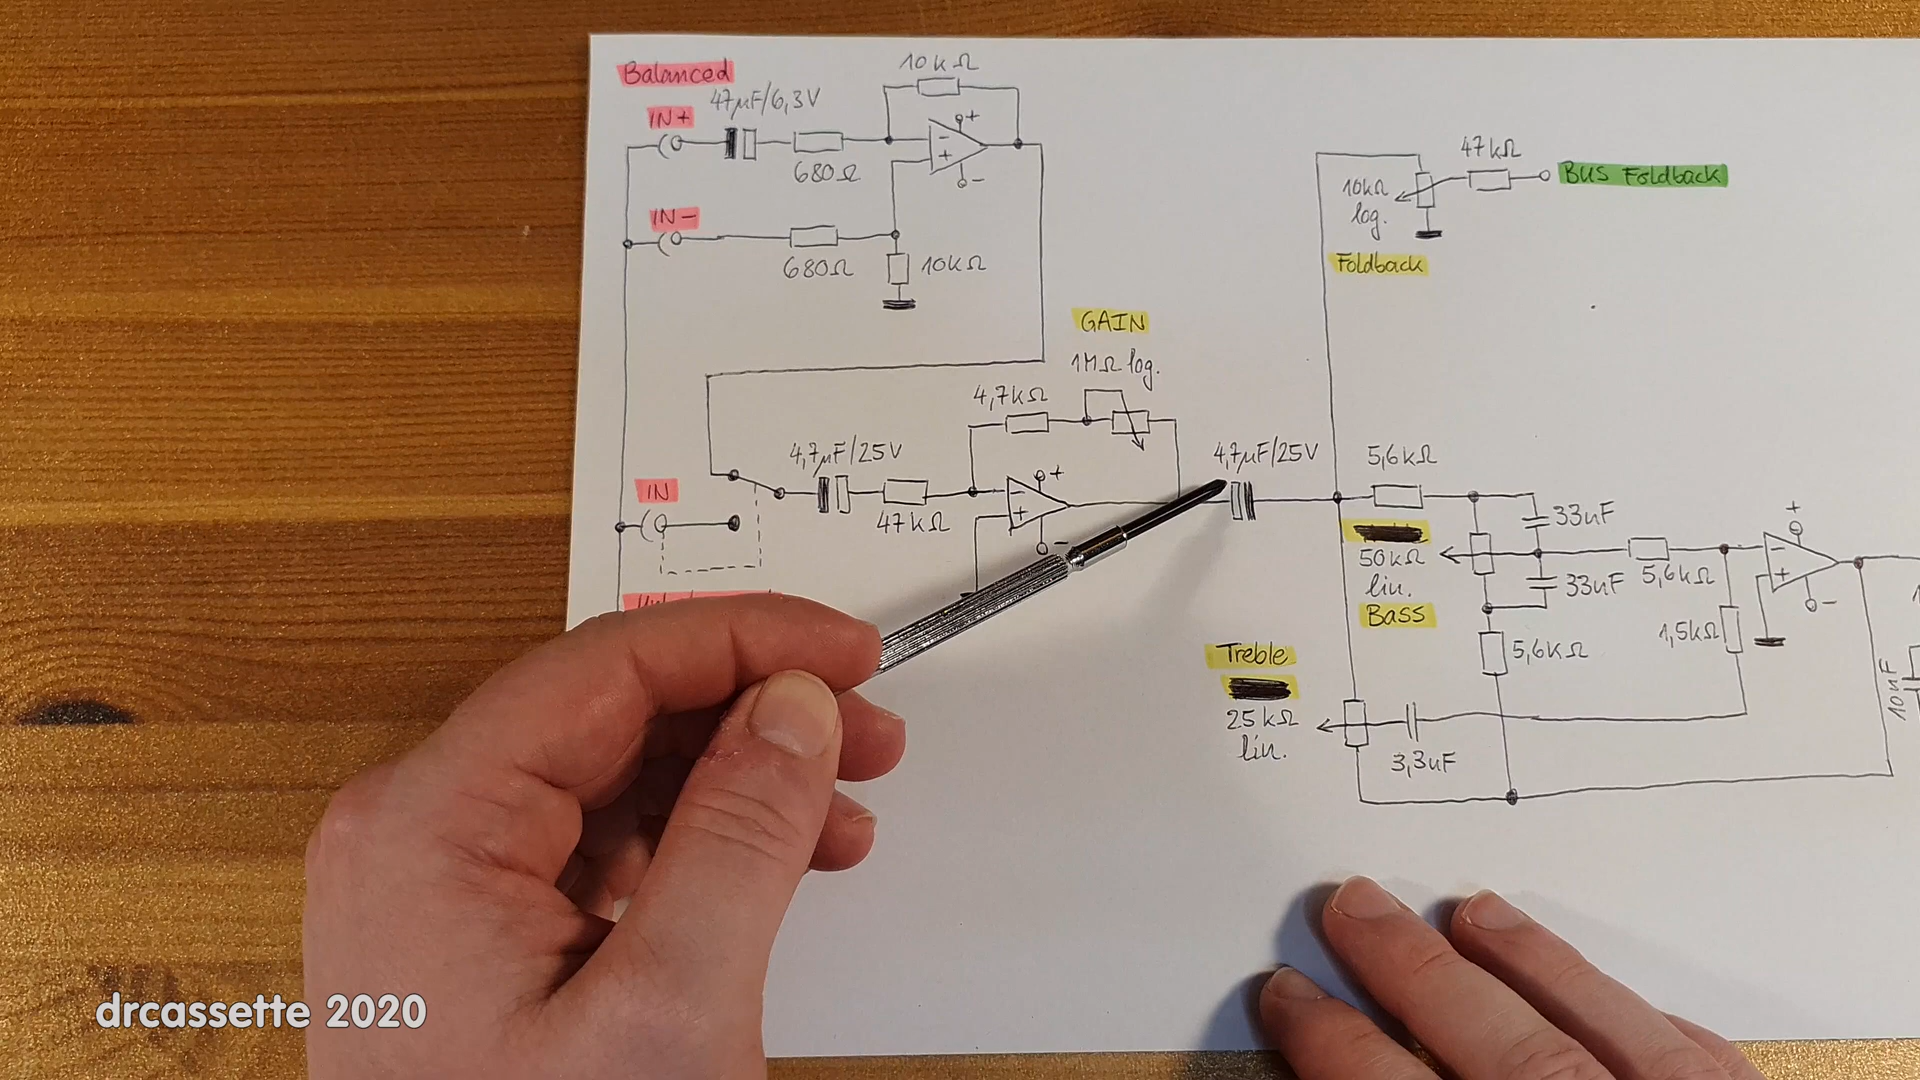 Balanced
IN+
47µF/6,3V
680Ω
10kΩ
-
+
+
-
IN-
680Ω
10kΩ
GAIN
1MΩ log.
4,7kΩ
IN
4,7µF/25V
47kΩ
-
+
+
-
4,7µF/25V
10kΩ
log.
47kΩ
BUS Foldback
Foldback
5,6kΩ
33nF
50kΩ
lin.
Bass
33nF
5,6kΩ
5,6kΩ
1,5kΩ
-
+
+
-
Treble
25kΩ
lin.
3,3nF
10nF
drcassette 2020